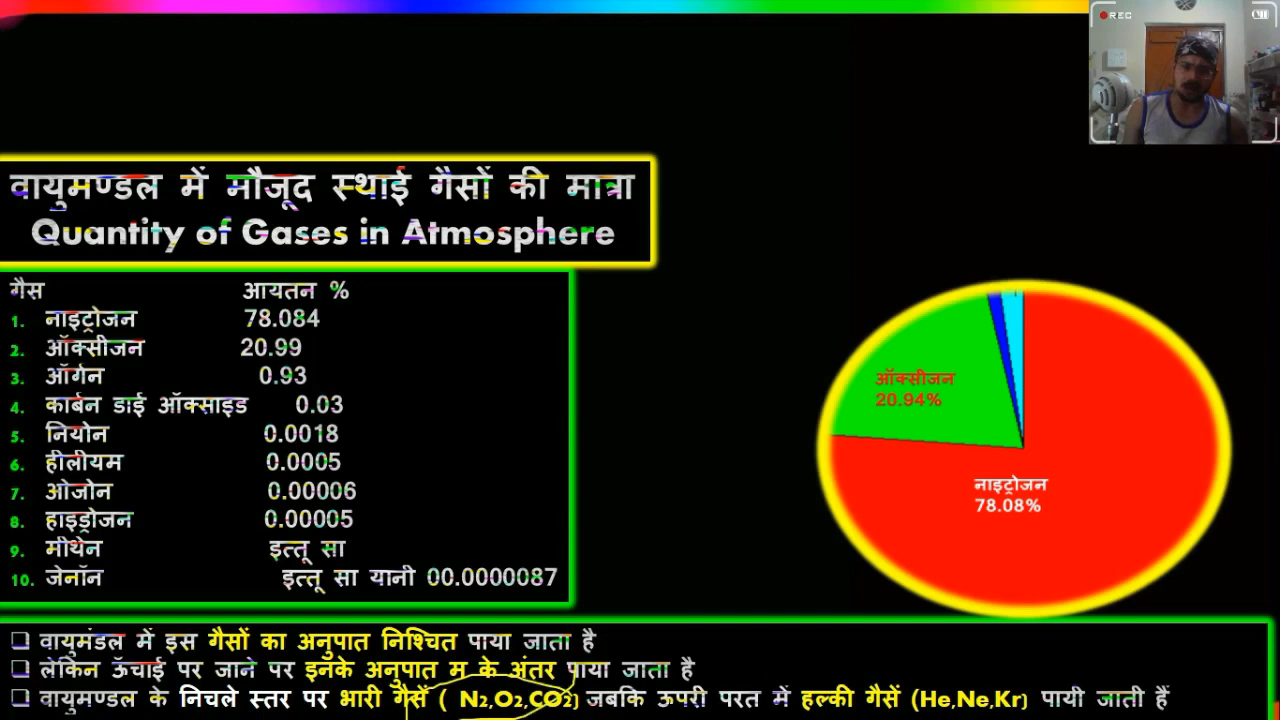 REC
वायुमण्डल में मौजूद स्थाई गैसों की मात्रा
Quantity of Gases in Atmosphere
गैस आयतन %
1. नाइट्रोजन 78.084
2. ऑक्सीजन 20.99
3. ऑर्गन 0.93
4. कार्बन डाई ऑक्साइड 0.03
5. नियोन 0.0018
6. हीलीयम 0.0005
7. ओजोन 0.00006
8. हाइड्रोजन 0.00005
9. मीथेन इत्तू सा
10. जेनॉन इत्तू सा यानी 00.0000087
ऑक्सीजन
20.94%
नाइट्रोजन
78.08%
वायुमंडल में इस गैसों का अनुपात निश्चित पाया जाता है
लेकिन ऊँचाई पर जाने पर इनके अनुपात म के अंतर पाया जाता है
वायुमण्डल के निचले स्तर पर भारी गैसें ( N2,O2,CO2) जबकि ऊपरी परत में हल्की गैसें (He,Ne,Kr) पायी जाती हैं